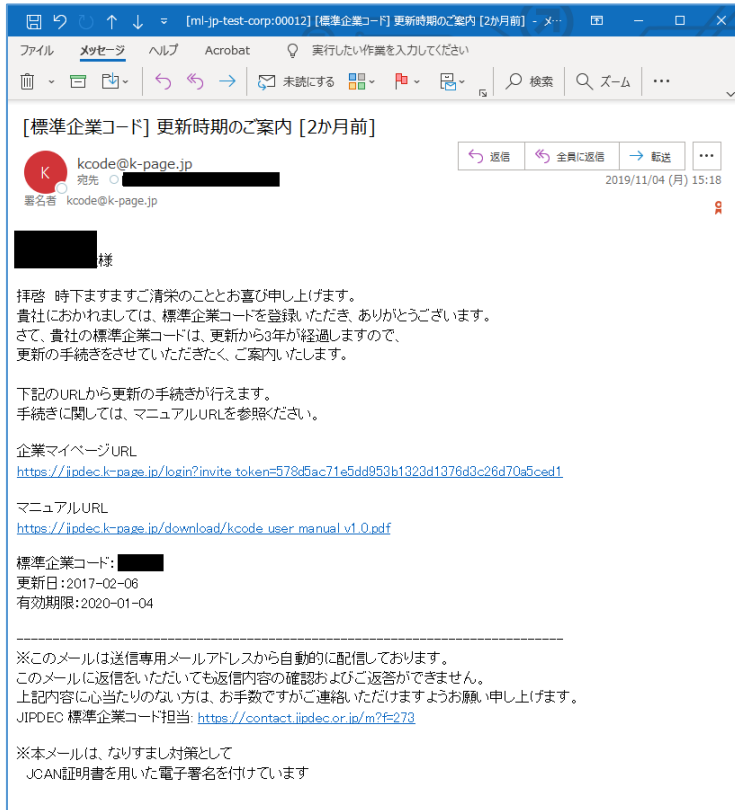 [ml-jp-test-corp:00012] [標準企業コード] 更新時期のご案内 [2か月前] - メ…
ファイル メッセージ ヘルプ Acrobat 実行したい作業を入力してください
未読にする 検索 ズーム
[標準企業コード] 更新時期のご案内 [2か月前]
返信 全員に返信 転送
K
kcode@k-page.jp
宛先
2019/11/04 (月) 15:18
署名者 kcode@k-page.jp
様
拝啓 時下ますますご清栄のこととお喜び申し上げます。
貴社におかれましては、標準企業コードを登録いただき、ありがとうございます。
さて、貴社の標準企業コードは、更新から3年が経過しますので、
更新の手続きをさせていただきたく、ご案内いたします。
下記のURLから更新の手続きが行えます。
手続きに関しては、マニュアルURLを参照ください。
企業マイページURL
https://jipdec.k-page.jp/login?invite_token=578d5ac71e5dd953b1323d1376d3c26d70a5ced1
マニュアルURL
https://jipdec.k-page.jp/download/kcode_user_manual_v1.0.pdf
標準企業コード:
更新日:2017-02-06
有効期限:2020-01-04
------------------------------------------------------------------------------
※このメールは送信専用メールアドレスから自動的に配信しております。
このメールに返信をいただいても返信内容の確認およびご返答ができません。
上記内容に心当たりのない方は、お手数ですがご連絡いただけますようお願い申し上げます。
JIPDEC 標準企業コード担当: https://contact.jipdec.or.jp/m?f=273
※本メールは、なりすまし対策として
JCAN証明書を用いた電子署名を付けています